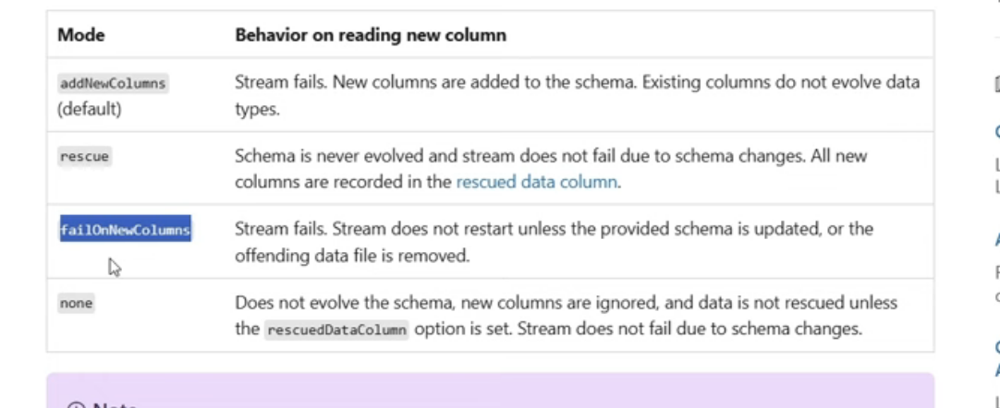 Mode Behavior on reading new column
addNewColumns Stream fails. New columns are added to the schema. Existing columns do not evolve data
(default) types.
rescue Schema is never evolved and stream does not fail due to schema changes. All new
columns are recorded in the rescued data column.
failOnNewColumns Stream fails. Stream does not restart unless the provided schema is updated, or the
offending data file is removed.
none Does not evolve the schema, new columns are ignored, and data is not rescued unless
the rescuedDataColumn option is set. Stream does not fail due to schema changes.
Note